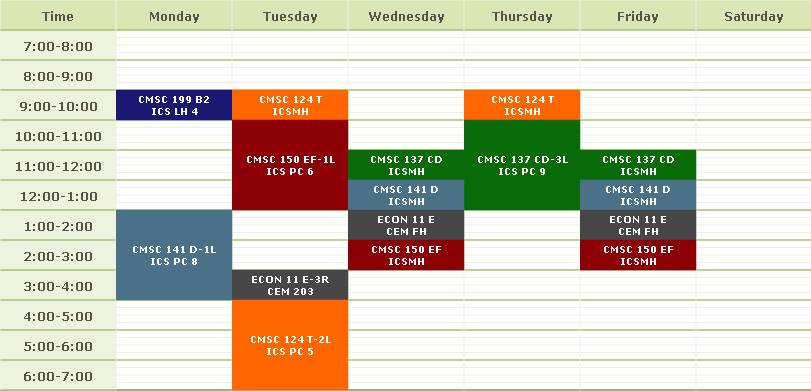 Time Monday Tuesday Wednesday Thursday Friday Saturday
7:00-8:00
8:00-9:00
9:00-10:00
CMSC 199 B2
ICS LH 4
CMSC 124 T
ICSMH
CMSC 124 T
ICSMH
10:00-11:00
11:00-12:00
CMSC 150 EF-1L
ICS PC 6
CMSC 137 CD
ICSMH
CMSC 137 CD-3L
ICS PC 9
CMSC 137 CD
ICSMH
12:00-1:00
CMSC 141 D
ICSMH
CMSC 141 D
ICSMH
1:00-2:00
ECON 11 E
CEM FH
ECON 11 E
CEM FH
2:00-3:00
CMSC 141 D-1L
ICS PC 8
CMSC 150 EF
ICSMH
CMSC 150 EF
ICSMH
3:00-4:00
ECON 11 E-3R
CEM 203
4:00-5:00
5:00-6:00
CMSC 124 T-2L
ICS PC 5
6:00-7:00